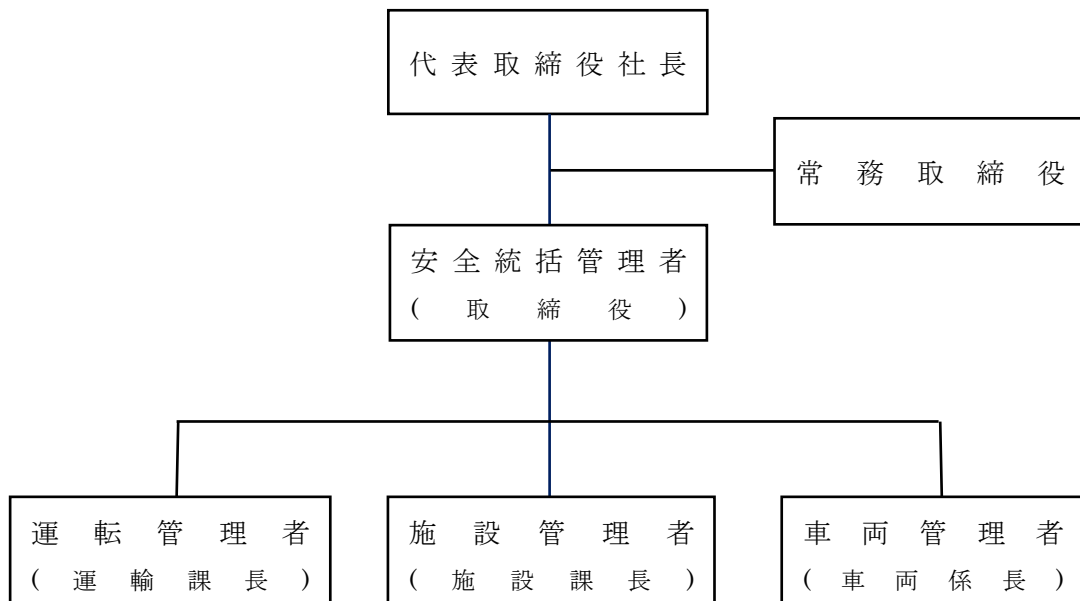 代表取締役社長
常務取締役
安全統括管理者
(取締役)
運転管理者
(運輸課長)
施設管理者
(施設課長)
車両管理者
(車両係長)